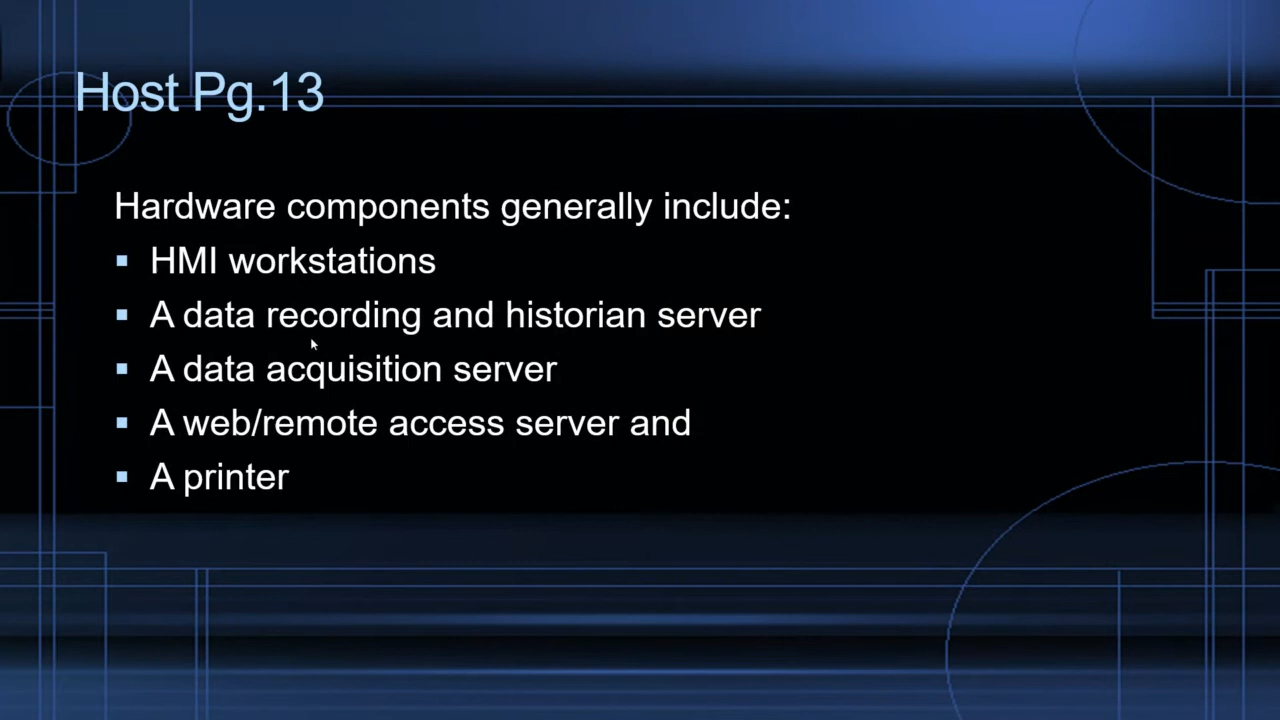 Host Pg.13
Hardware components generally include:
▪ HMI workstations
▪ A data recording and historian server
▪ A data acquisition server
▪ A web/remote access server and
▪ A printer